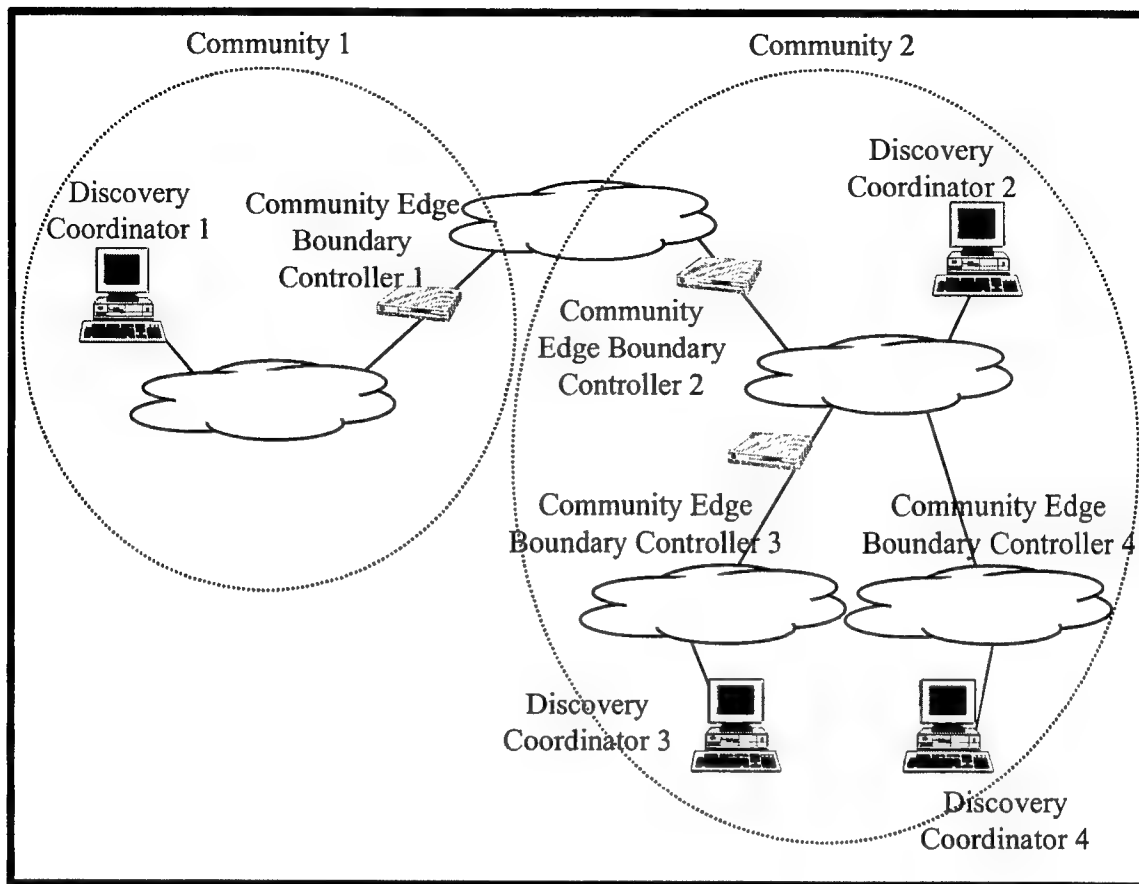 Community 1
Community 2
Discovery
Coordinator 1
Community Edge
Boundary
Controller 1
Discovery
Coordinator 2
Community
Edge Boundary
Controller 2
Community Edge
Boundary Controller 3
Community Edge
Boundary Controller 4
Discovery
Coordinator 3
Discovery
Coordinator 4